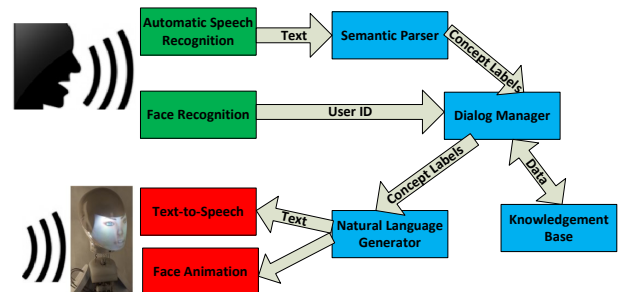 Automatic Speech
Recognition
Text
Semantic Parser
Concept Labels
Face Recognition
User ID
Dialog Manager
Concept Labels
Data
Text-to-Speech
Text
Natural Language
Generator
Knowledgement
Base
Face Animation